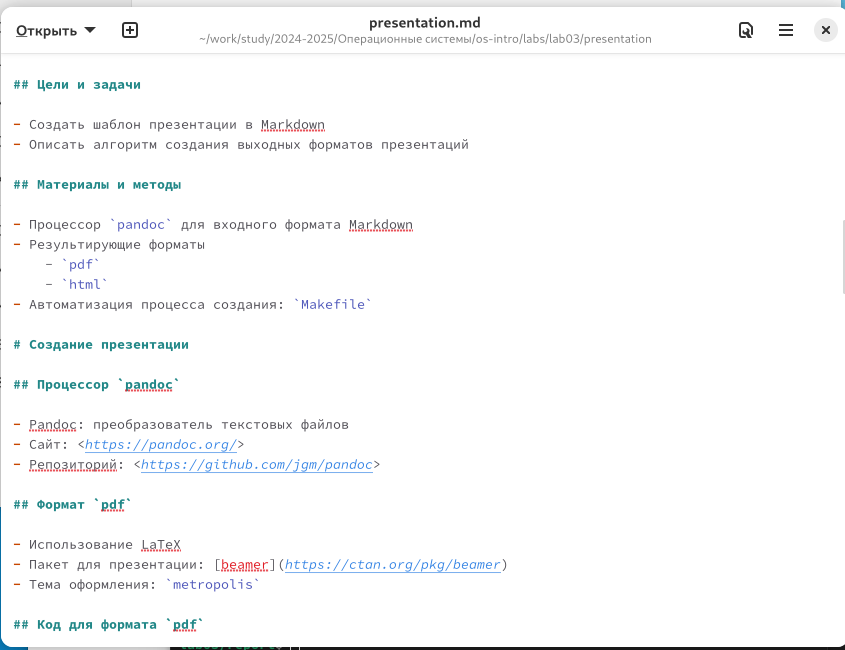 Открыть
presentation.md
~/work/study/2024-2025/Операционные системы/os-intro/labs/lab03/presentation
## Цели и задачи
- Создать шаблон презентации в Markdown
- Описать алгоритм создания выходных форматов презентаций
## Материалы и методы
- Процессор `pandoc` для входного формата Markdown
- Результирующие форматы
    - `pdf`
    - `html`
- Автоматизация процесса создания: `Makefile`
# Создание презентации
## Процессор `pandoc`
- Pandoc: преобразователь текстовых файлов
- Сайт: <https://pandoc.org/>
- Репозиторий: <https://github.com/jgm/pandoc>
## Формат `pdf`
- Использование LaTeX
- Пакет для презентации: [beamer](https://ctan.org/pkg/beamer)
- Тема оформления: `metropolis`
## Код для формата `pdf`